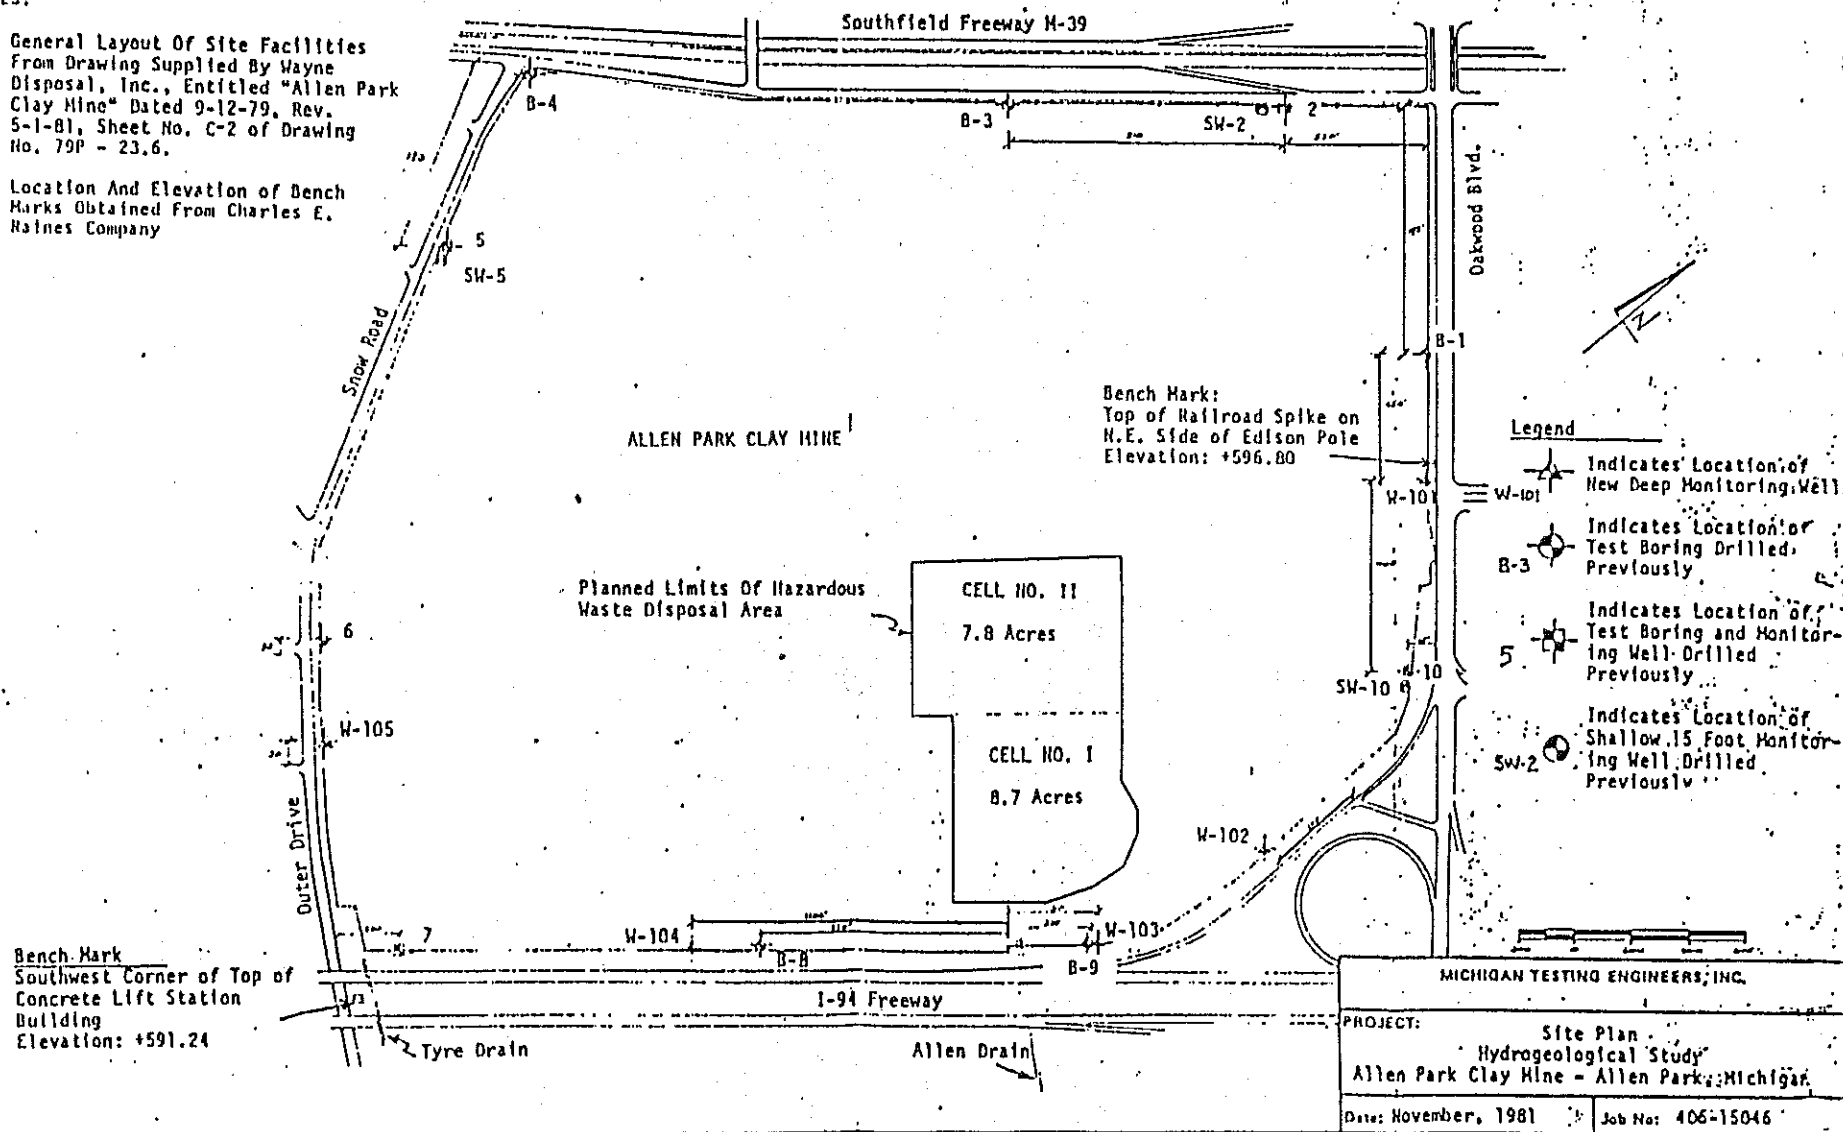 General Layout Of Site Facilities
From Drawing Supplied By Wayne
Disposal, Inc., Entitled "Allen Park
Clay Mine" Dated 9-12-79, Rev.
5-1-81, Sheet No. C-2 of Drawing
No. 79P - 23.6.
Location And Elevation of Bench
Marks Obtained From Charles E.
Raines Company
Southfield Freeway M-39
B-4
B-3
SW-2
2
Oakwood Blvd.
5
SW-5
Snow Road
B-1
N
ALLEN PARK CLAY MINE
Bench Mark:
Top of Railroad Spike on
N.E. Side of Edison Pole
Elevation: +596.80
W-101
Legend
W-101
Indicates Location of
New Deep Monitoring Well
B-3
Indicates Location of
Test Boring Drilled
Previously
5
Indicates Location of
Test Boring and Monitor-
ing Well Drilled
Previously
SW-2
Indicates Location of
Shallow 15 Foot Monitor-
ing Well Drilled
Previously
Planned Limits Of Hazardous
Waste Disposal Area
CELL NO. II
7.8 Acres
CELL NO. I
8.7 Acres
6
W-105
10
SW-10
W-102
Outer Drive
7
W-104
B-8
W-103
B-9
Bench Mark
Southwest Corner of Top of
Concrete Lift Station
Building
Elevation: +591.24
I-94 Freeway
Tyre Drain
Allen Drain
MICHIGAN TESTING ENGINEERS, INC.
PROJECT:
Site Plan
Hydrogeological Study
Allen Park Clay Mine - Allen Park, Michigan
Date: November, 1981
Job No: 406-15046